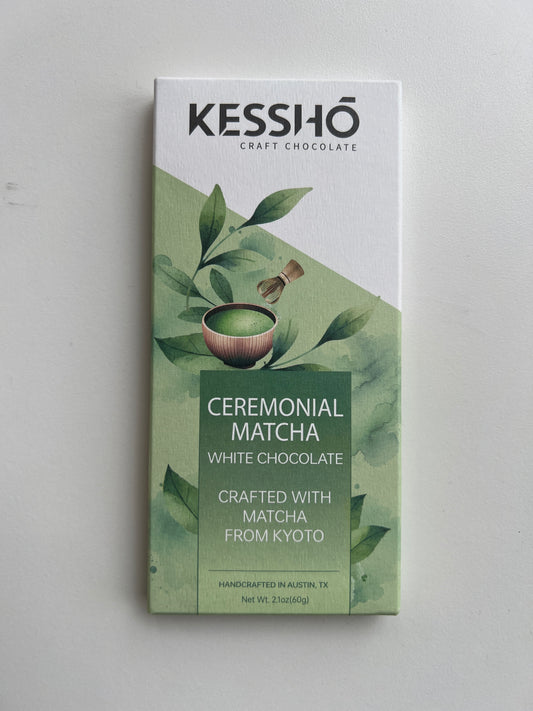 KESSHŌ
CRAFT CHOCOLATE
CEREMONIAL
MATCHA
WHITE CHOCOLATE
CRAFTED WITH
MATCHA
FROM KYOTO
HANDCRAFTED IN AUSTIN, TX
Net Wt. 2.1oz(60g)